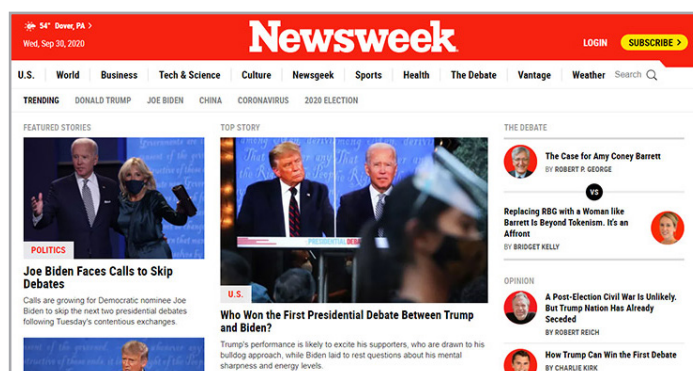 54° Dover, PA >
Wed, Sep 30, 2020
Newsweek
LOGIN
SUBSCRIBE >
U.S. World Business Tech & Science Culture Newsgeek Sports Health The Debate Vantage Weather Search
TRENDING DONALD TRUMP JOE BIDEN CHINA CORONAVIRUS 2020 ELECTION
FEATURED STORIES
POLITICS
Joe Biden Faces Calls to Skip
Debates
Calls are growing for Democratic nominee Joe
Biden to skip the next two presidential debates
following Tuesday's contentious exchanges.
TOP STORY
PRESIDENTIAL DEBA
U.S.
Who Won the First Presidential Debate Between Trump
and Biden?
Trump's performance is likely to excite his supporters, who are drawn to his
bulldog approach, while Biden laid to rest questions about his mental
sharpness and energy levels.
THE DEBATE
The Case for Amy Coney Barrett
BY ROBERT P. GEORGE
VS
Replacing RBG with a Woman like
Barrett Is Beyond Tokenism. It's an
Affront
BY BRIDGET KELLY
OPINION
A Post-Election Civil War Is Unlikely.
But Trump Nation Has Already
Seceded
BY ROBERT REICH
How Trump Can Win the First Debate
BY CHARLIE KIRK